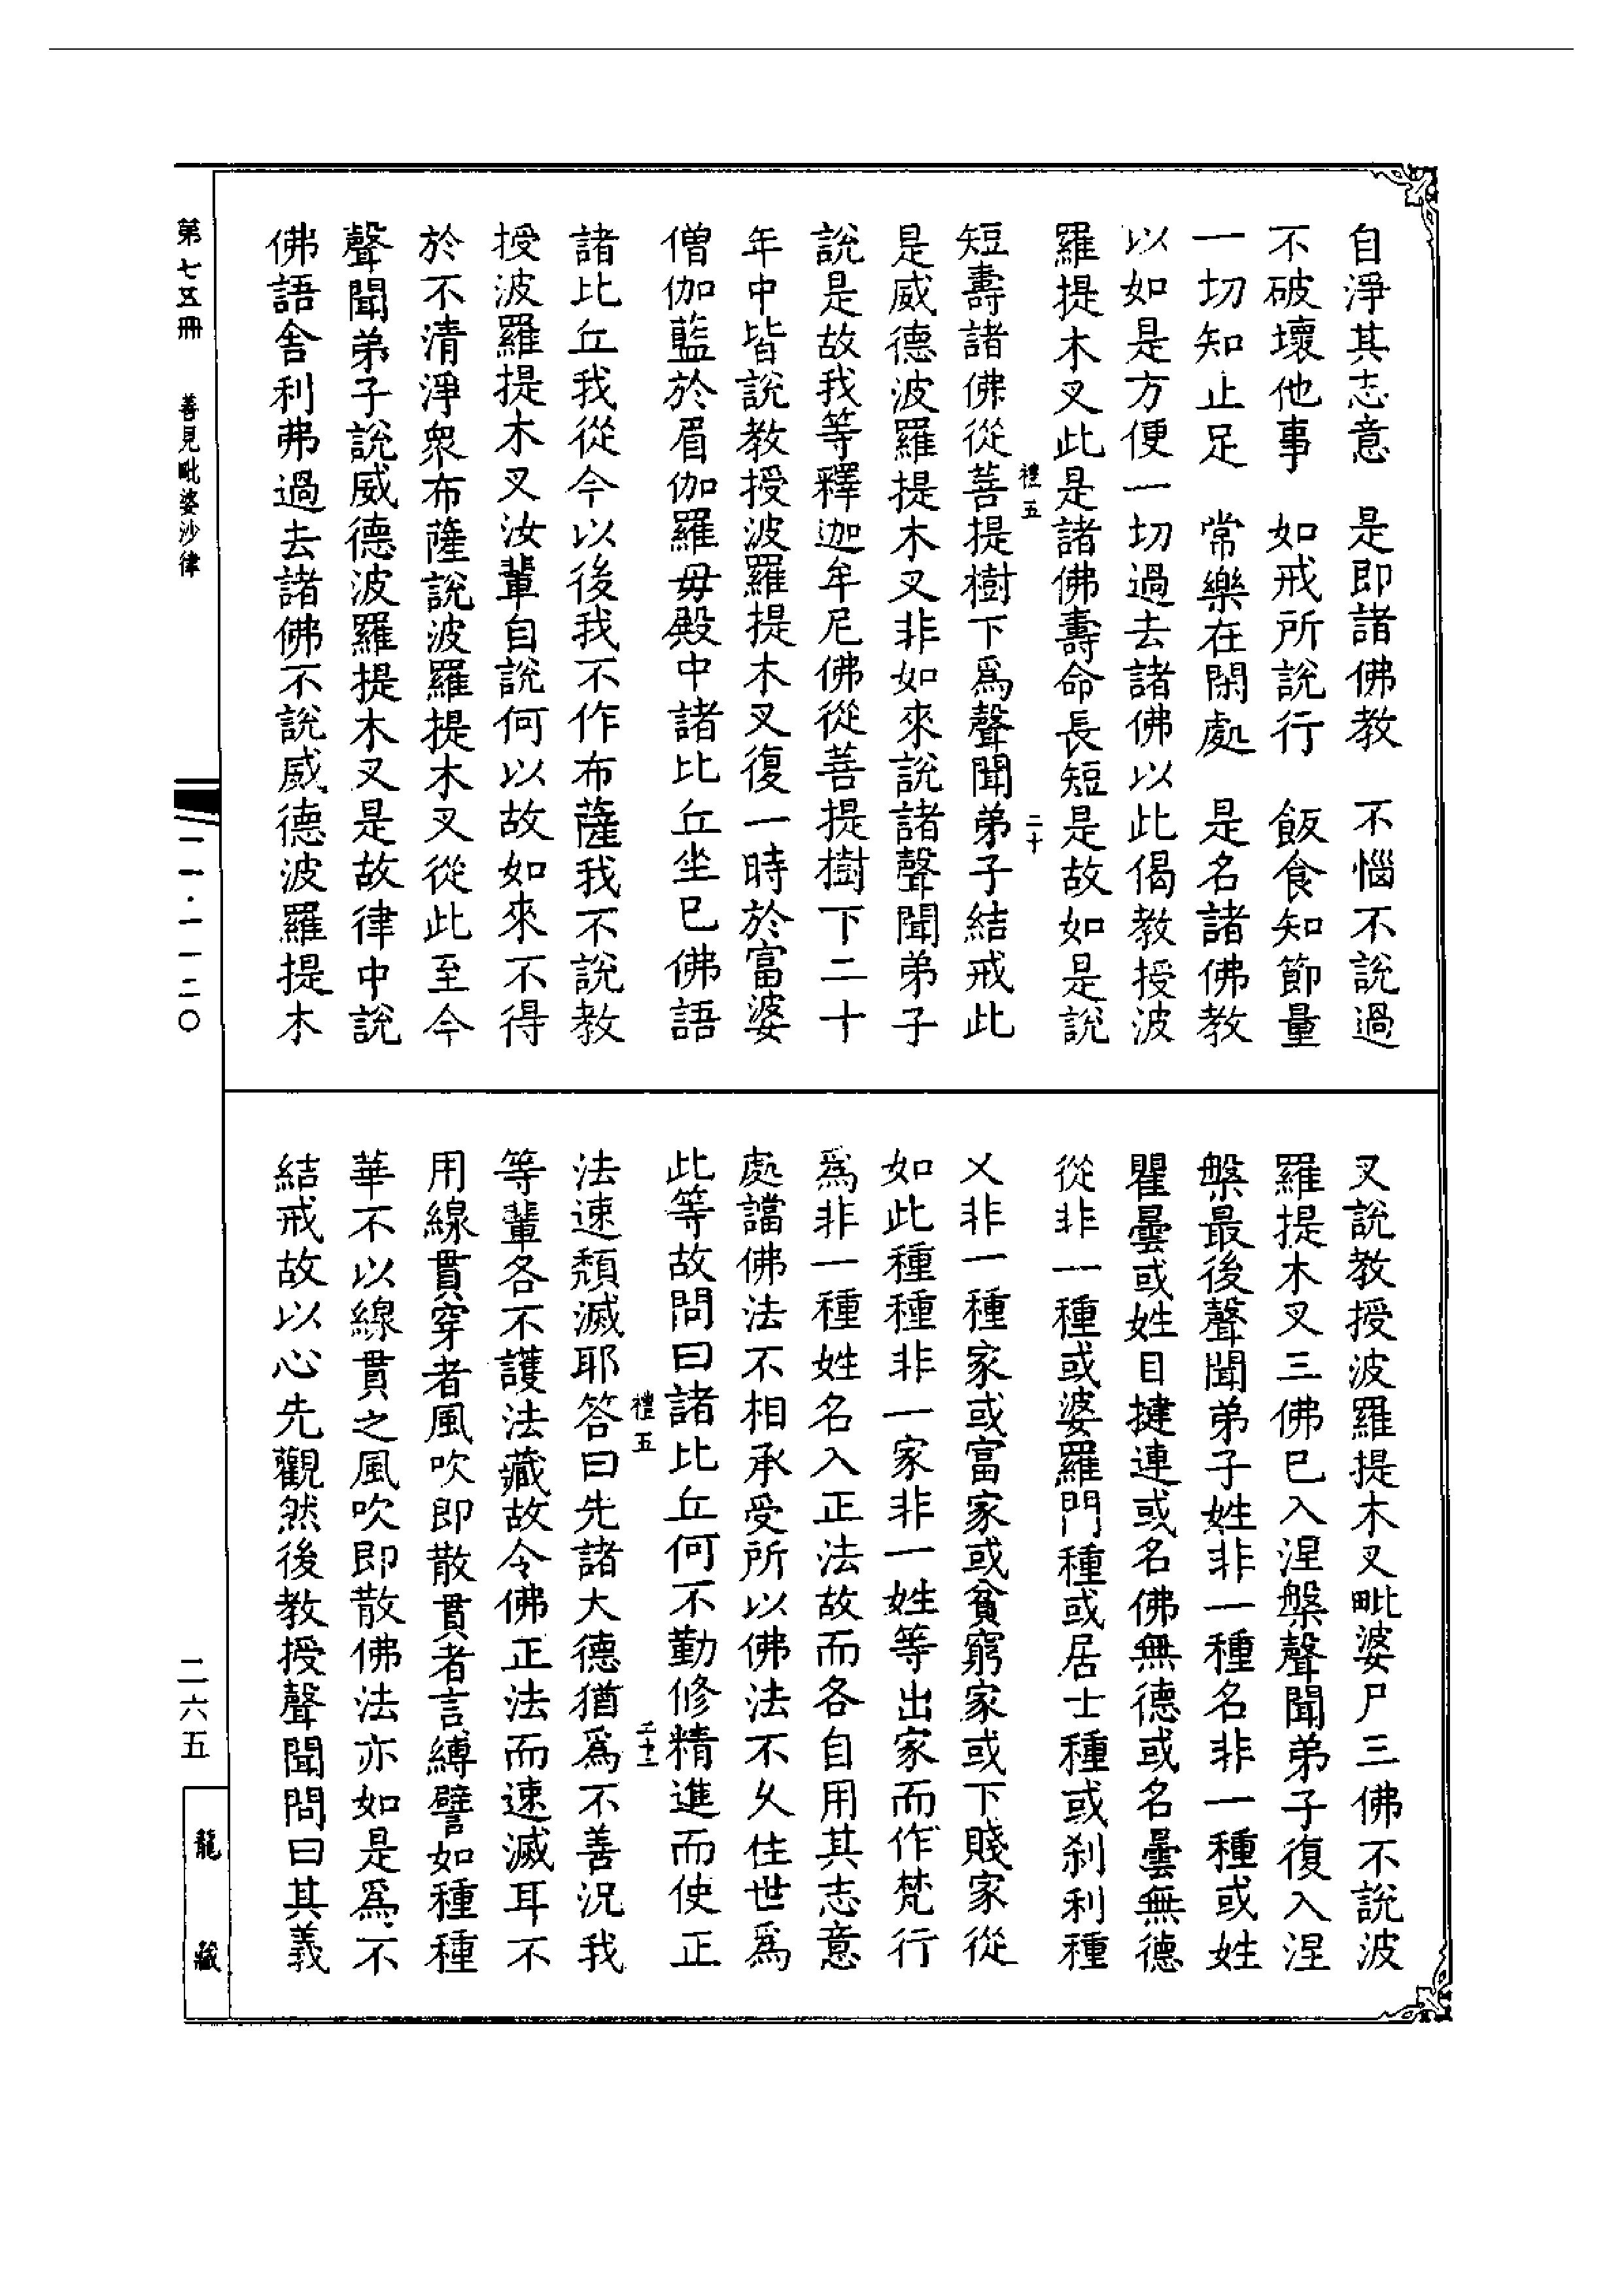 自淨其志意　是即諸佛教　不惱不說過
不破壞他事　如戒所說行　飯食知節量
一切知止足　常樂在閑處　是名諸佛教
以如是方便一切過去諸佛以此偈教授波
羅提木叉此是諸佛壽命長短是故如是說
禮五　二十
短壽諸佛從菩提樹下爲聲聞弟子結戒此
是威德波羅提木叉非如來說諸聲聞弟子
說是故我等釋迦牟尼佛從菩提樹下二十
年中皆說教授波羅提木叉復一時於富婆
僧伽藍於眉伽羅毋殿中諸比丘坐已佛語
諸比丘我從今以後我不作布薩我不說教
授波羅提木叉汝輩自說何以故如來不得
於不清淨衆布薩說波羅提木叉從此至今
聲聞弟子說威德波羅提木叉是故律中說
佛語舍利弗過去諸佛不說威德波羅提木
叉說教授波羅提木叉毗婆尸三佛不說波
羅提木叉三佛已入涅槃聲聞弟子復入涅
槃最後聲聞弟子姓非一種名非一種或姓
瞿曇或姓目揵連或名佛無德或名曇無德
從非一種或婆羅門種或居士種或刹利種
乂非一種家或富家或貧窮家或下賤家從
如此種種非一家非一姓等出家而作梵行
爲非一種姓名入正法故而各自用其志意
處譡佛法不相承受所以佛法不久住世爲
此等故問曰諸比丘何不勤修精進而使正
禮五　二十二
法速頹滅耶答曰先諸大德猶爲不善況我
等輩各不護法藏故令佛正法而速滅耳不
用線貫穿者風吹即散貫者言縛譬如種種
華不以線貫之風吹即散佛法亦如是爲不
結戒故以心先觀然後教授聲聞問曰其義
第七五冊　善見毗婆沙律
一一·一一二〇
二六五
龍藏